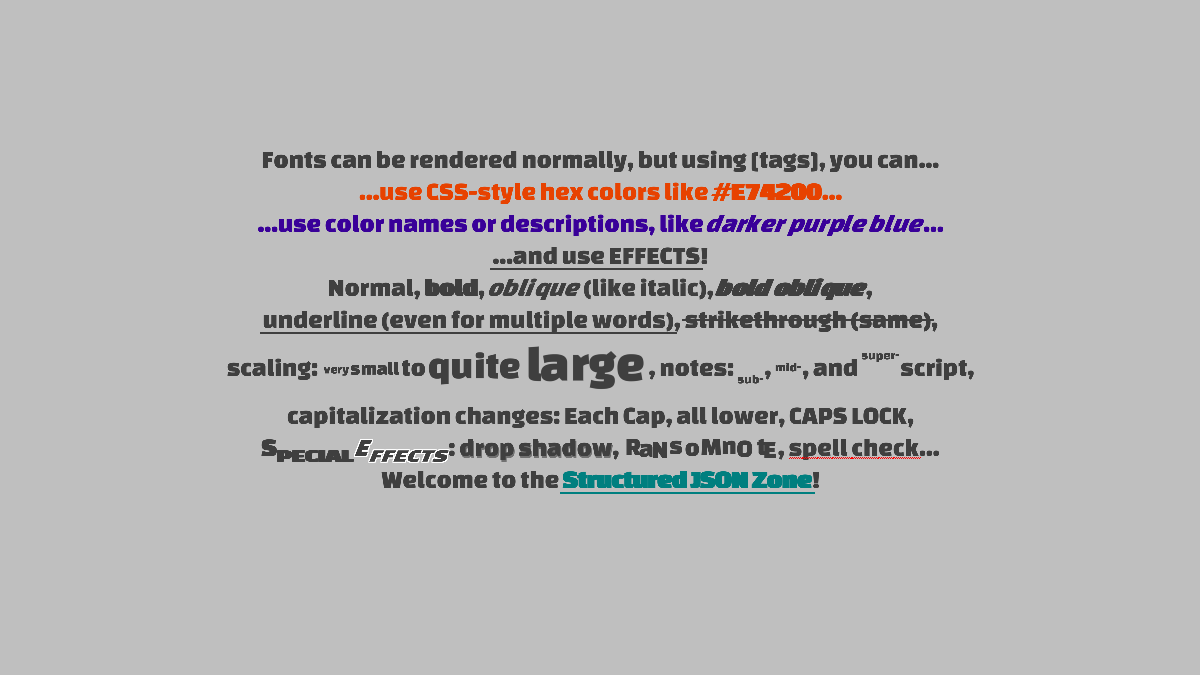 Fonts can be rendered normally, but using [tags], you can...
...use CSS-style hex colors like #E74200...
...use color names or descriptions, like darker purple blue...
...and use EFFECTS!
Normal, bold, oblique (like italic), bold oblique,
underline (even for multiple words), strikethrough (same),
scaling: very small to quite large , notes: sub-, mid-, and super- script,
capitalization changes: Each Cap, all lower, CAPS LOCK,
SPECIAL EFFECTS: drop shadow, RaNsoMnOtE, spell check...
Welcome to the Structured JSON Zone!